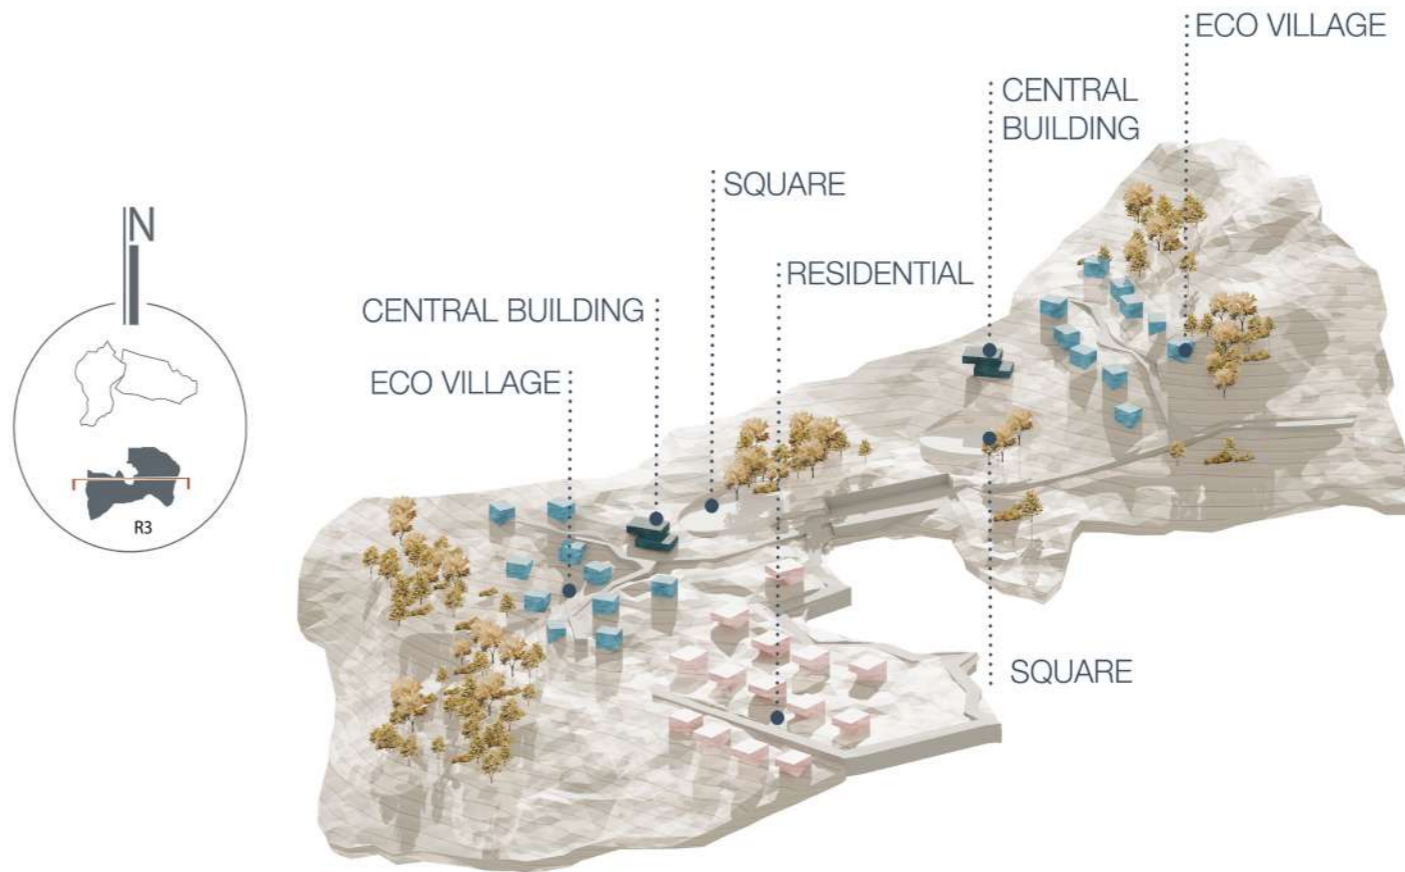 ECO VILLAGE
CENTRAL
BUILDING
SQUARE
N
RESIDENTIAL
CENTRAL BUILDING
ECO VILLAGE
R3
SQUARE